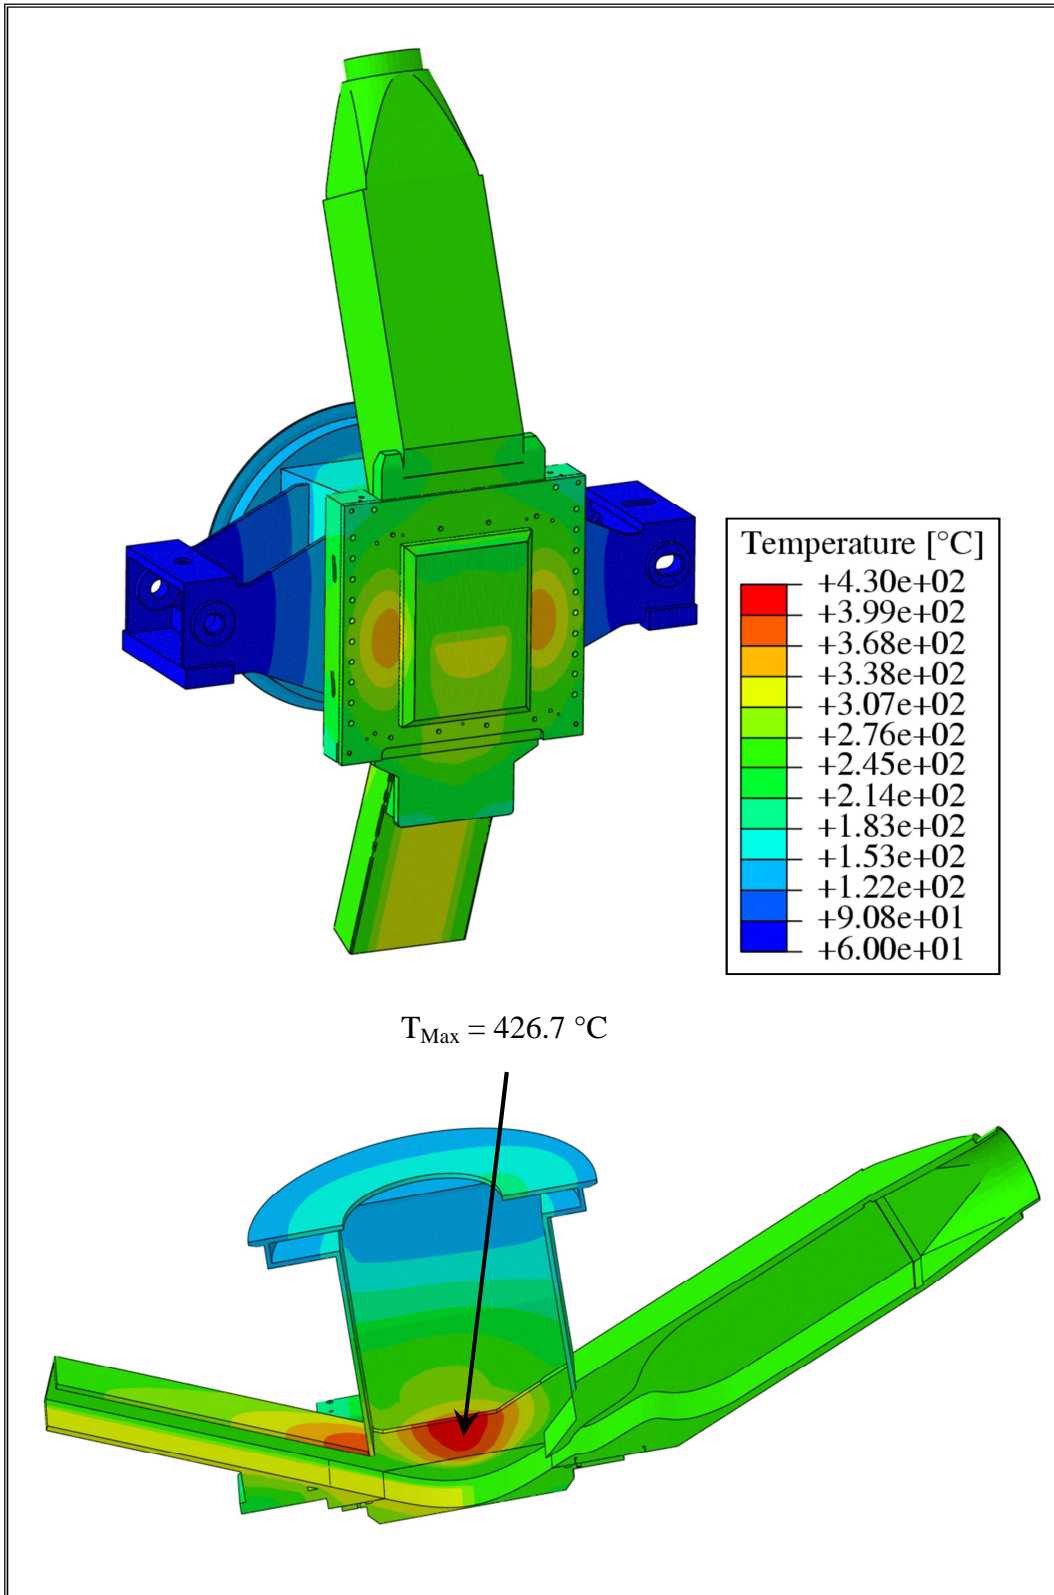 Temperature [°C]
+4.30e+02
+3.99e+02
+3.68e+02
+3.38e+02
+3.07e+02
+2.76e+02
+2.45e+02
+2.14e+02
+1.83e+02
+1.53e+02
+1.22e+02
+9.08e+01
+6.00e+01
TMax = 426.7 °C